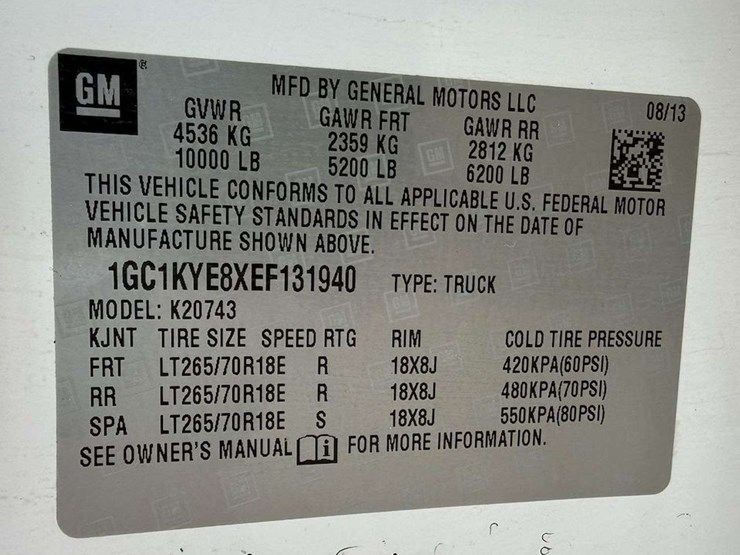 GM ®
MFD BY GENERAL MOTORS LLC 08/13
GVWR GAWR FRT GAWR RR
4536 KG 2359 KG 2812 KG
10000 LB 5200 LB 6200 LB
THIS VEHICLE CONFORMS TO ALL APPLICABLE U.S. FEDERAL MOTOR
VEHICLE SAFETY STANDARDS IN EFFECT ON THE DATE OF
MANUFACTURE SHOWN ABOVE.
1GC1KYE8XEF131940 TYPE: TRUCK
MODEL: K20743
KJNT TIRE SIZE SPEED RTG RIM COLD TIRE PRESSURE
FRT LT265/70R18E R 18X8J 420KPA(60PSI)
RR LT265/70R18E R 18X8J 480KPA(70PSI)
SPA LT265/70R18E S 18X8J 550KPA(80PSI)
SEE OWNER'S MANUAL i FOR MORE INFORMATION.